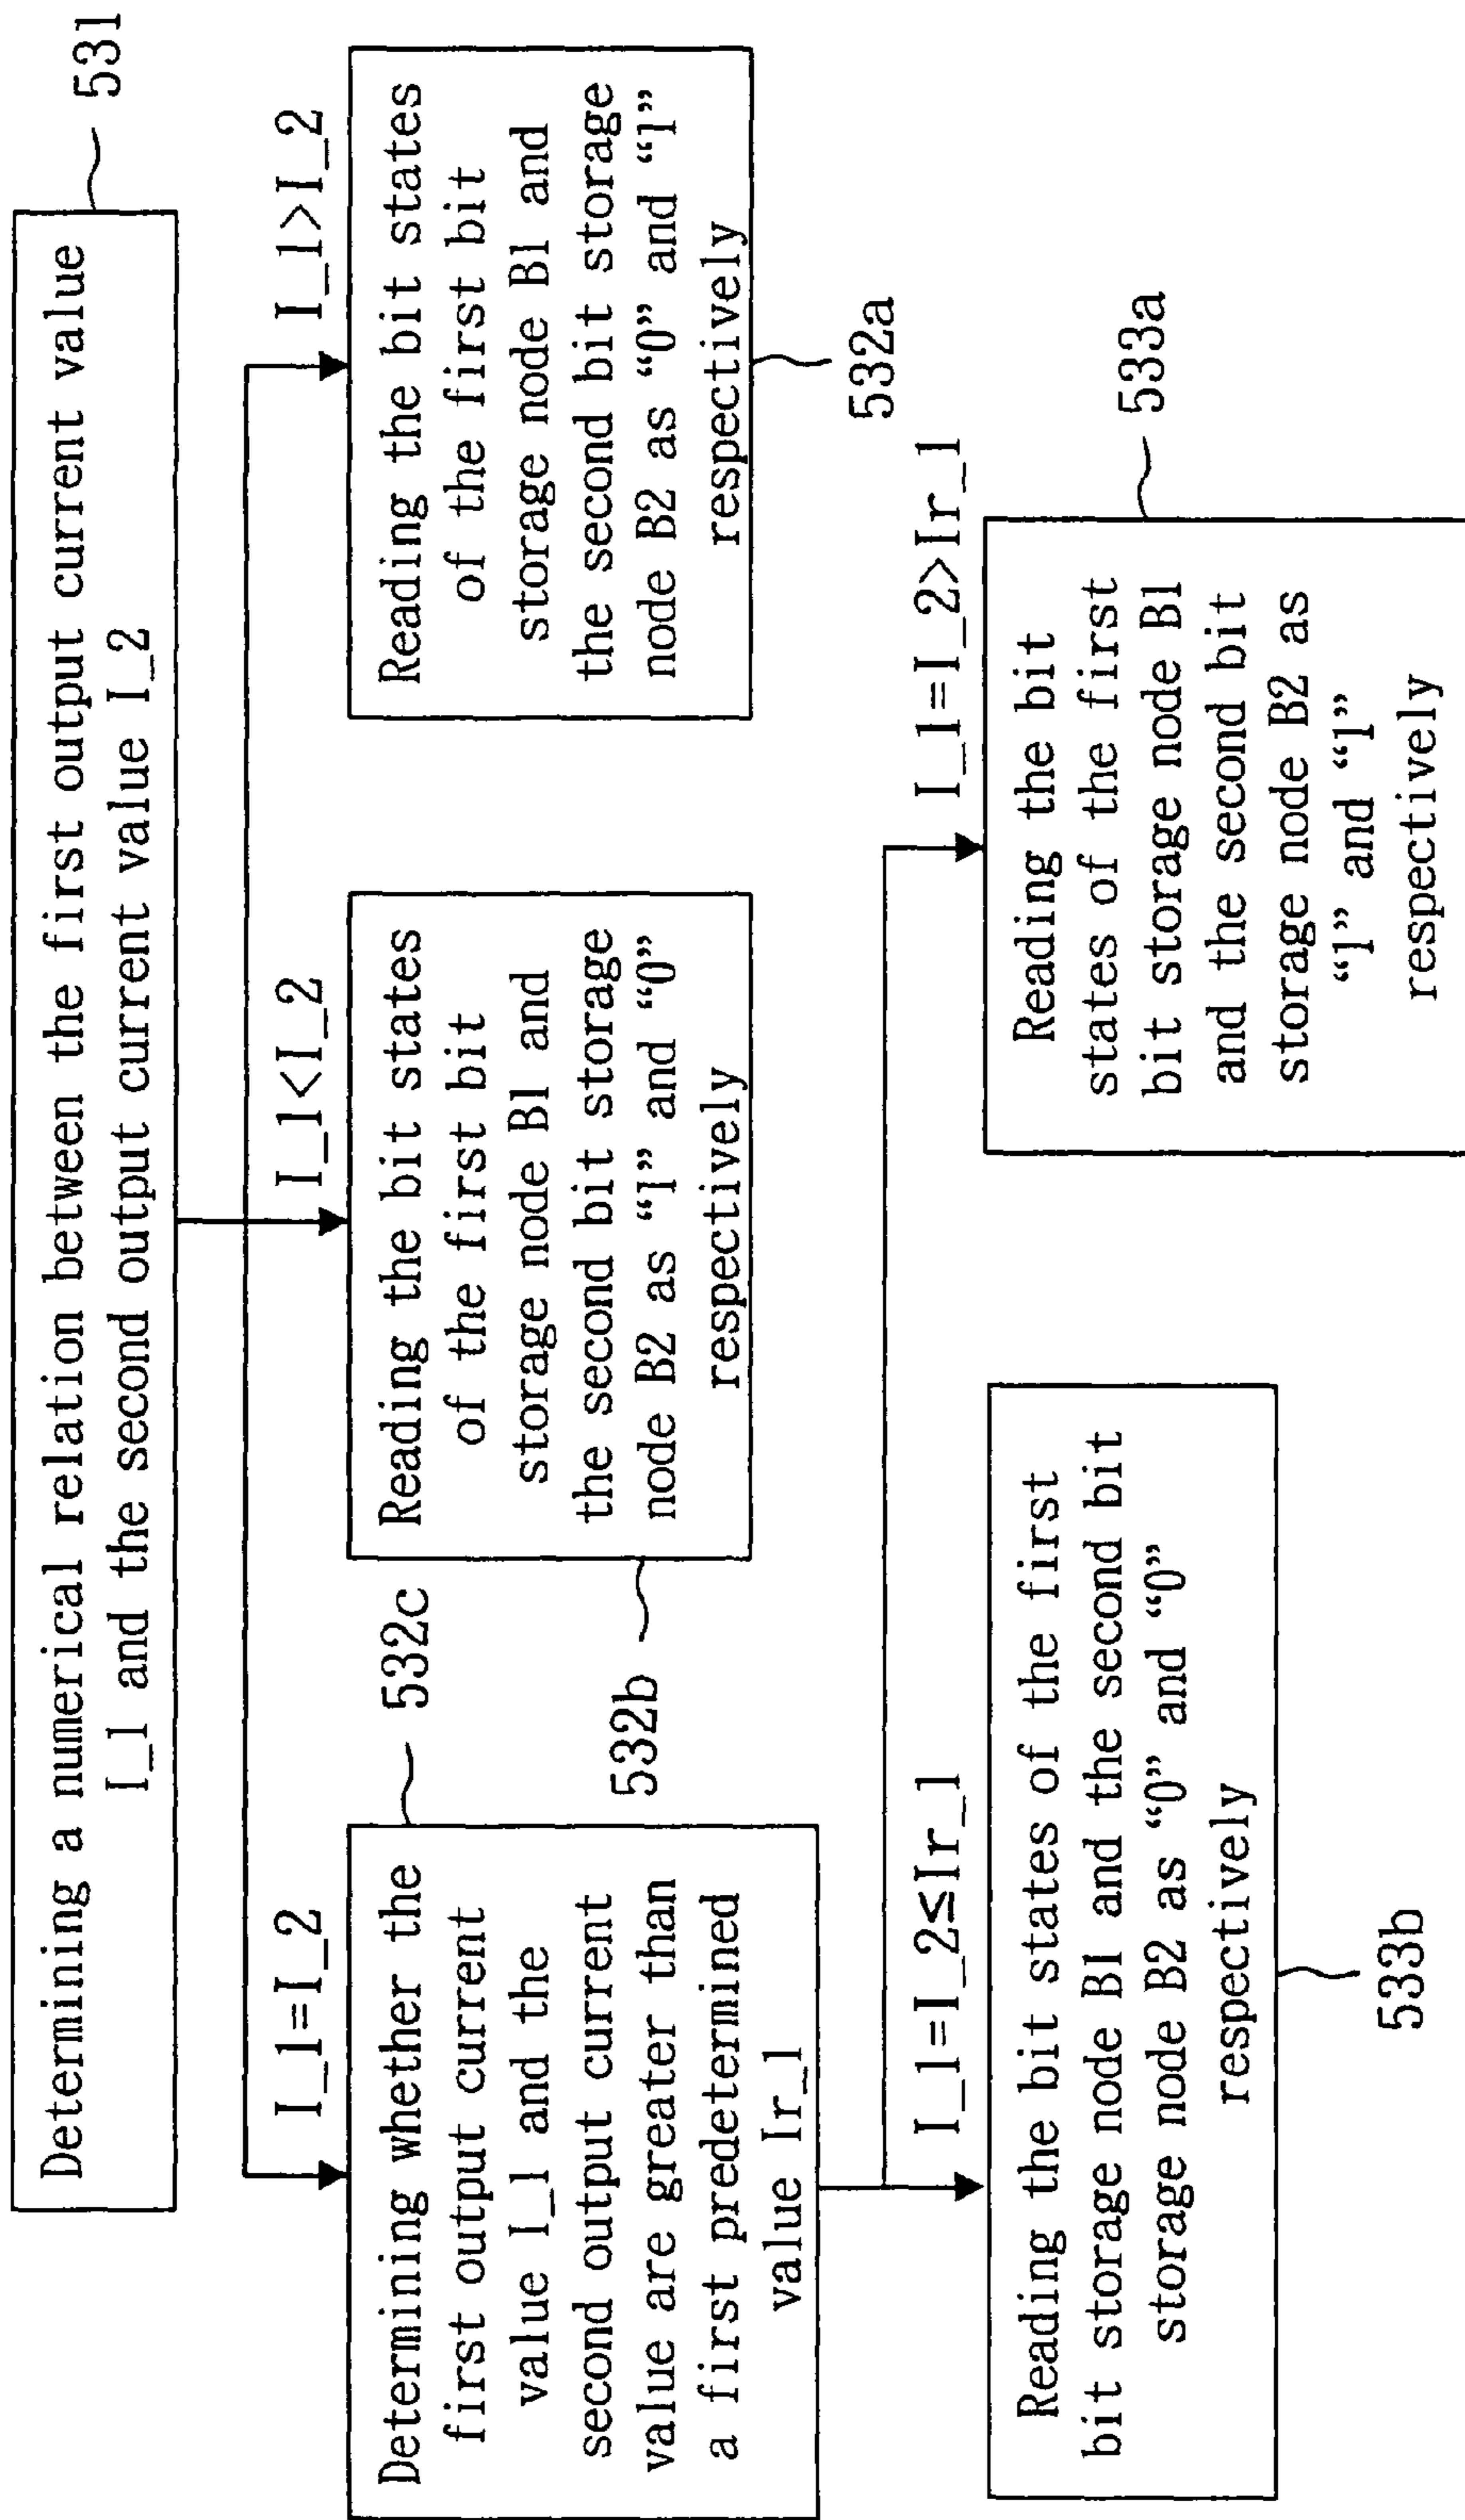 Determining a numerical relation between the first output current value
I_1 and the second output current value I_2
531
I_1=I_2
I_1<I_2
I_1>I_2
Determining whether the
first output current
value I_1 and the
second output current
value are greater than
a first predetermined
value Ir_1
532c
Reading the bit states
of the first bit
storage node B1 and
the second bit storage
node B2 as “1” and “0”
respectively
532b
Reading the bit states
of the first bit
storage node B1 and
the second bit storage
node B2 as “0” and “1”
respectively
532a
I_1=I_2≤Ir_1
I_1=I_2>Ir_1
Reading the bit states of the first
bit storage node B1 and the second bit
storage node B2 as “0” and “0”
respectively
533b
Reading the bit
states of the first
bit storage node B1
and the second bit
storage node B2 as
“1” and “1”
respectively
533a